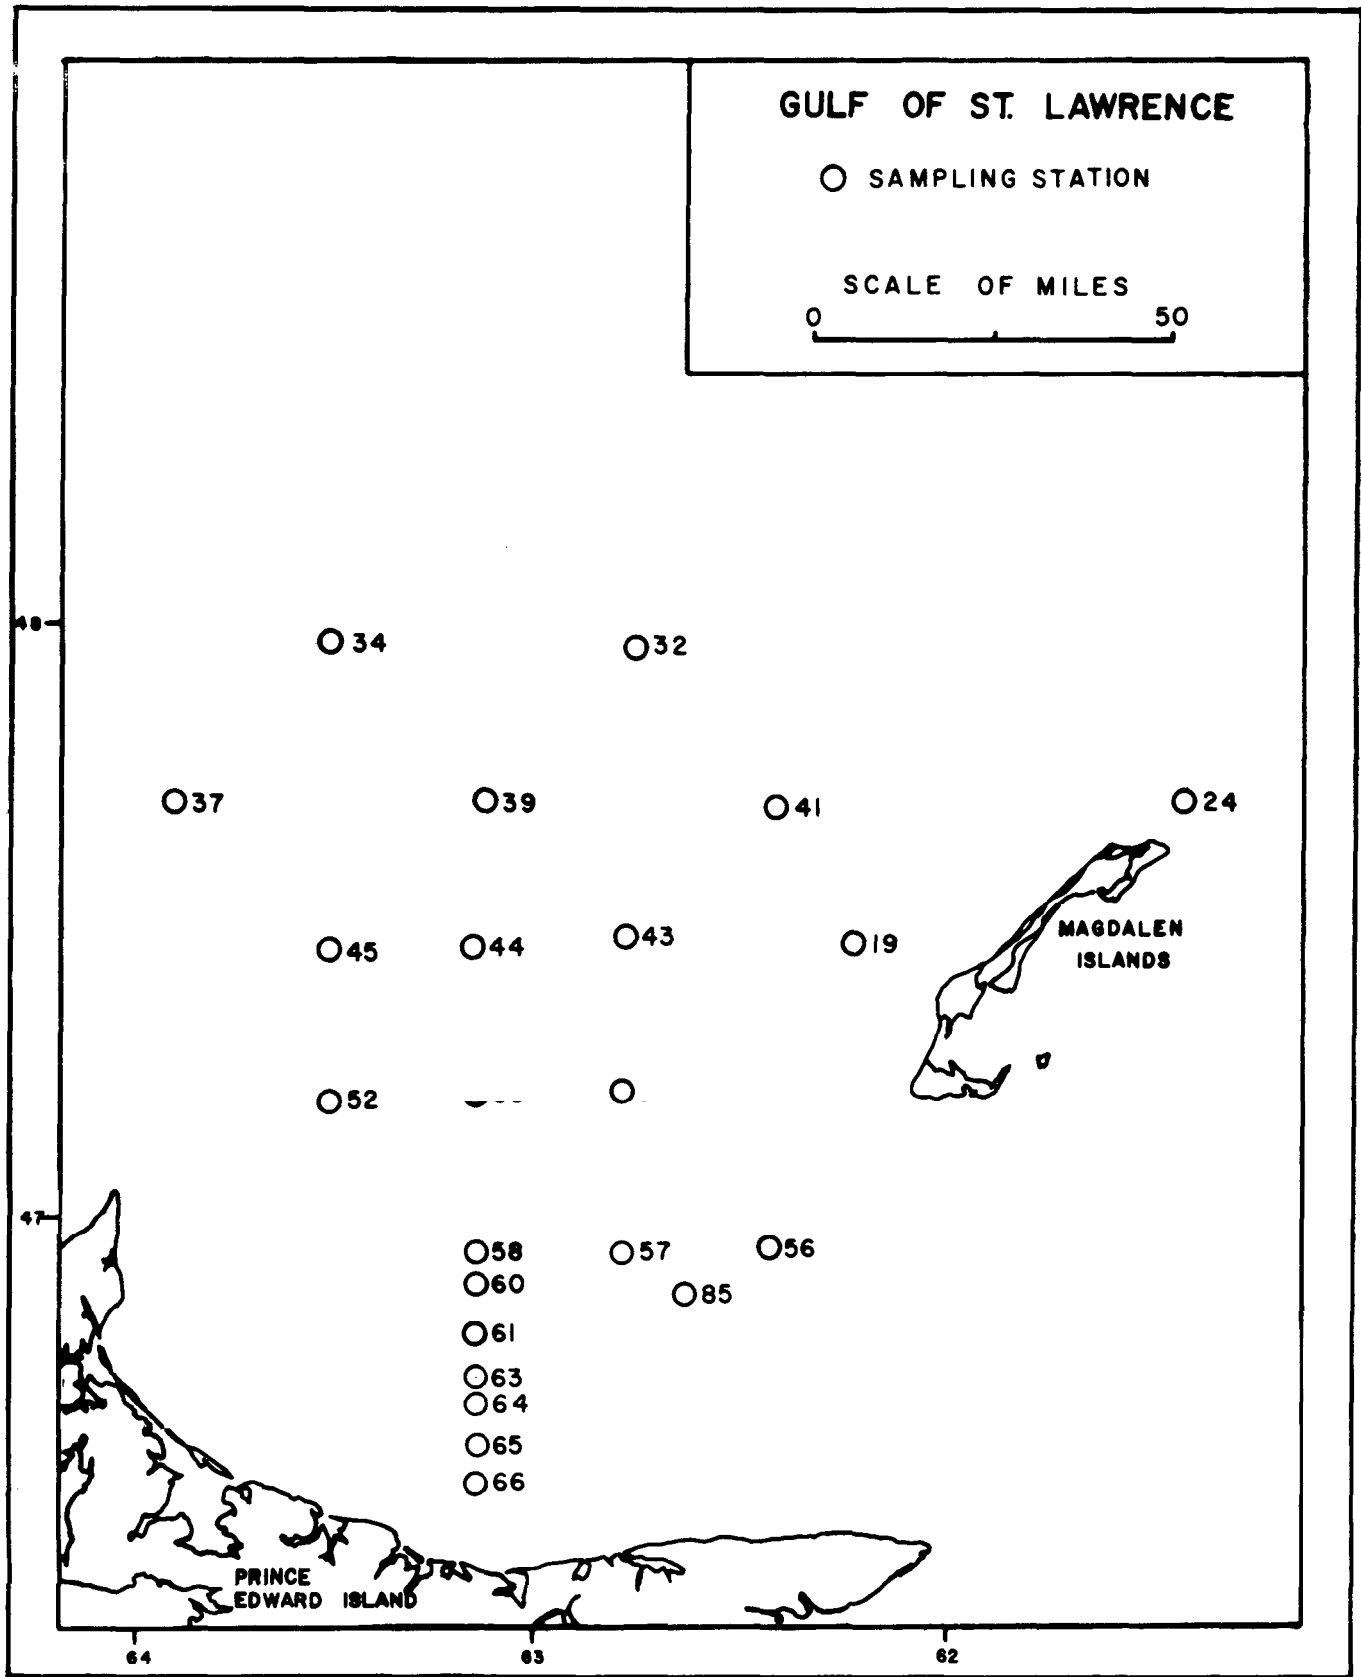 GULF OF ST. LAWRENCE
SAMPLING STATION
SCALE OF MILES
0 50
48
34 32
37 39 41 24
45 44 43 19
MAGDALEN
ISLANDS
52
47
58 57 56
60 85
61
63
64
65
66
PRINCE
EDWARD ISLAND
64 63 62